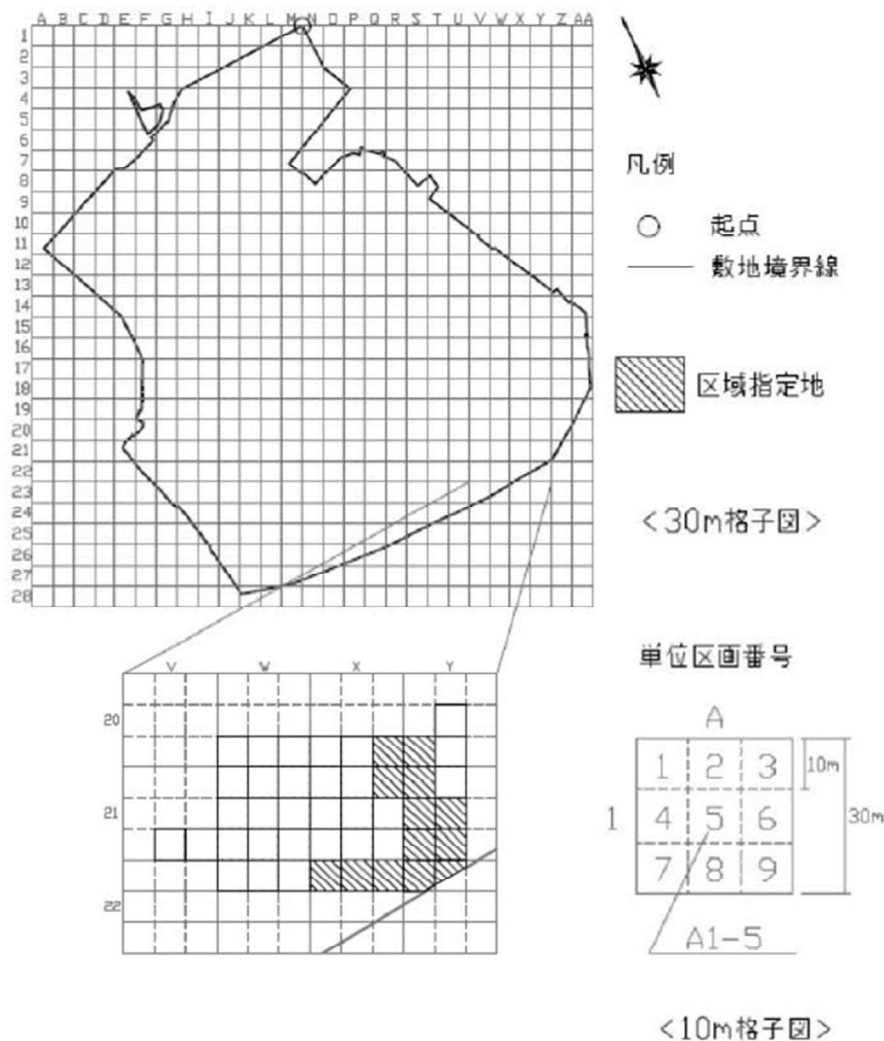 A B C D E F G H I J K L M N O P Q R S T U V W X Y Z AA
1
2
3
4
5
6
7
8
9
10
11
12
13
14
15
16
17
18
19
20
21
22
23
24
25
26
27
28
凡例
起点
敷地境界線
区域指定地
<30m格子図>
V W X Y
20
21
22
単位区画番号
A
1 2 3
4 5 6
7 8 9
1
10m
30m
A1-5
<10m格子図>